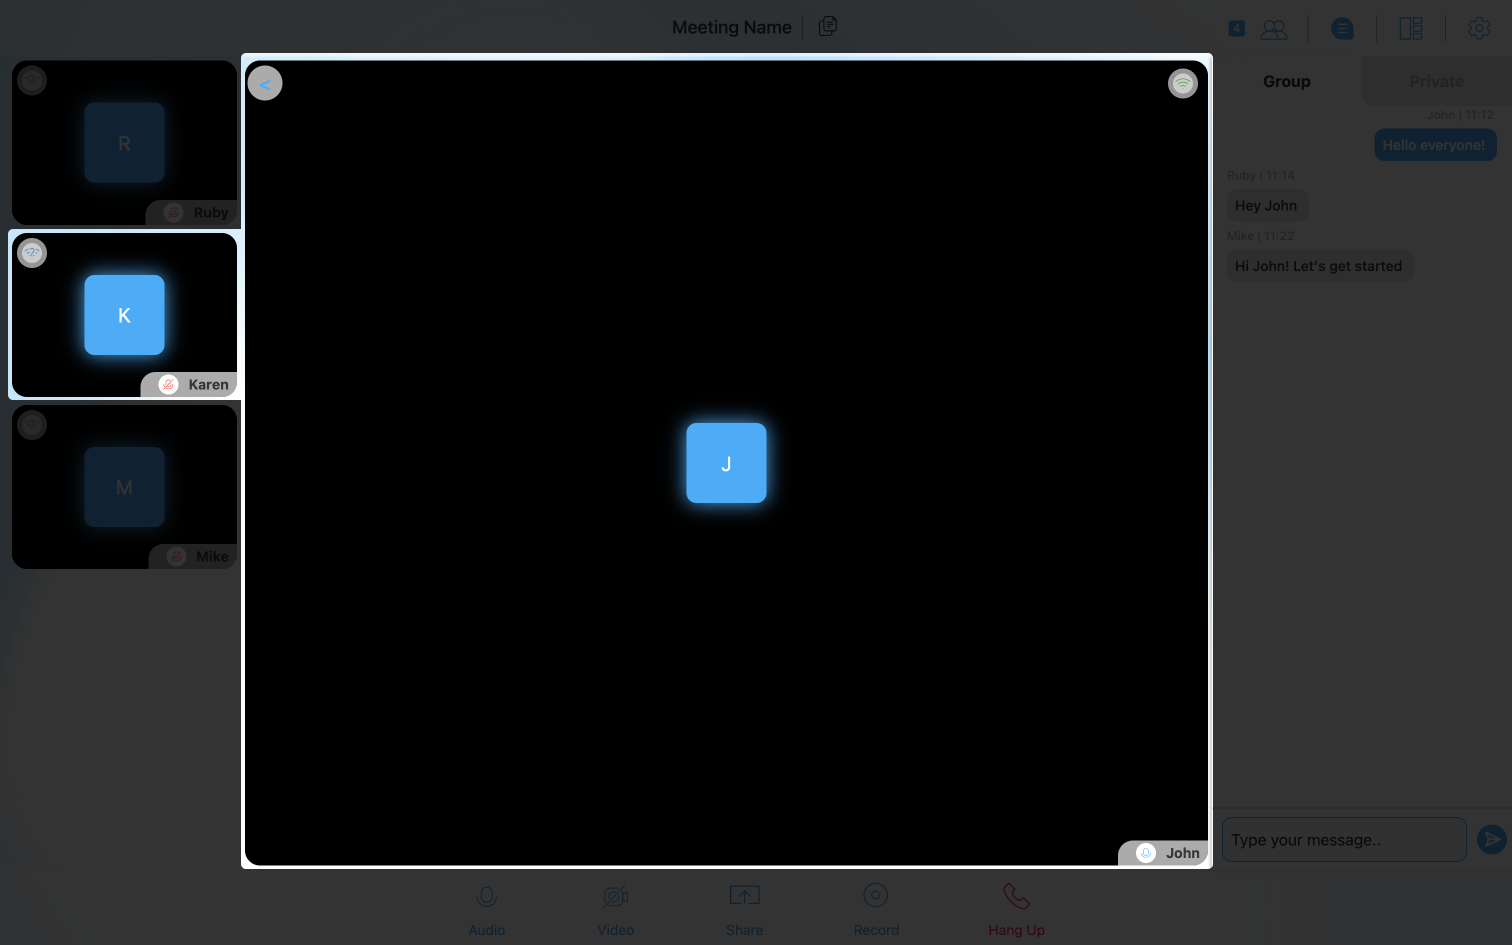 Meeting Name
4
Group
Private
John | 11:12
Hello everyone!
Ruby | 11:14
Hey John
Mike | 11:22
Hi John! Let's get started
R
Ruby
<
?
K
Karen
J
M
Mike
John
Type your message..
Audio
Video
Share
Record
Hang Up